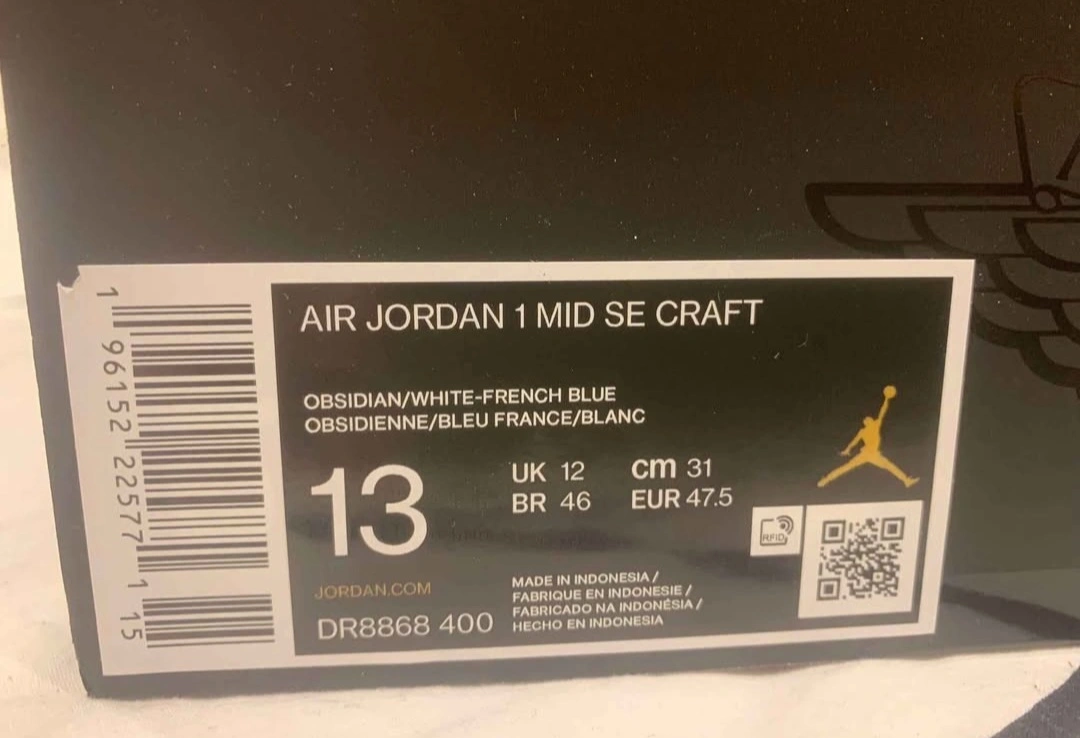 AIR JORDAN 1 MID SE CRAFT
OBSIDIAN/WHITE-FRENCH BLUE
OBSIDIENNE/BLEU FRANCE/BLANC
13
UK 12
cm 31
BR 46
EUR 47.5
RFID
JORDAN.COM
DR8868 400
MADE IN INDONESIA /
FABRIQUE EN INDONESIE /
FABRICADO NA INDONÉSIA /
HECHO EN INDONESIA
1 96152 22577 1 15